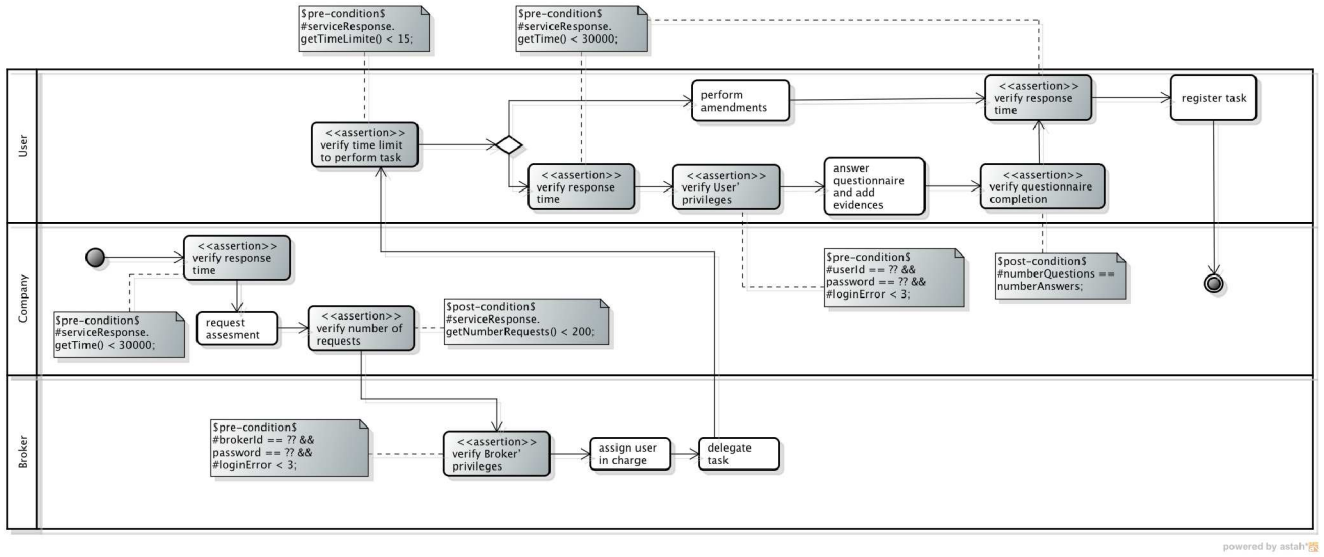 $pre-condition$
#serviceResponse.
getTimeLimite() < 15;
$pre-condition$
#serviceResponse.
getTime() < 30000;
User
<<assertion>>
verify time limit
to perform task
perform
amendments
<<assertion>>
verify response
time
register task
<<assertion>>
verify response
time
<<assertion>>
verify User'
privileges
answer
questionnaire
and add
evidences
<<assertion>>
verify questionnaire
completion
Company
<<assertion>>
verify response
time
$pre-condition$
#serviceResponse.
getTime() < 30000;
request
assesment
<<assertion>>
verify number of
requests
$post-condition$
#serviceResponse.
getNumberRequests() < 200;
$pre-condition$
#userId == ?? &&
password == ?? &&
#loginError < 3;
$post-condition$
#numberQuestions ==
numberAnswers;
Broker
$pre-condition$
#brokerId == ?? &&
password == ?? &&
#loginError < 3;
<<assertion>>
verify Broker'
privileges
assign user
in charge
delegate
task
powered by astah*